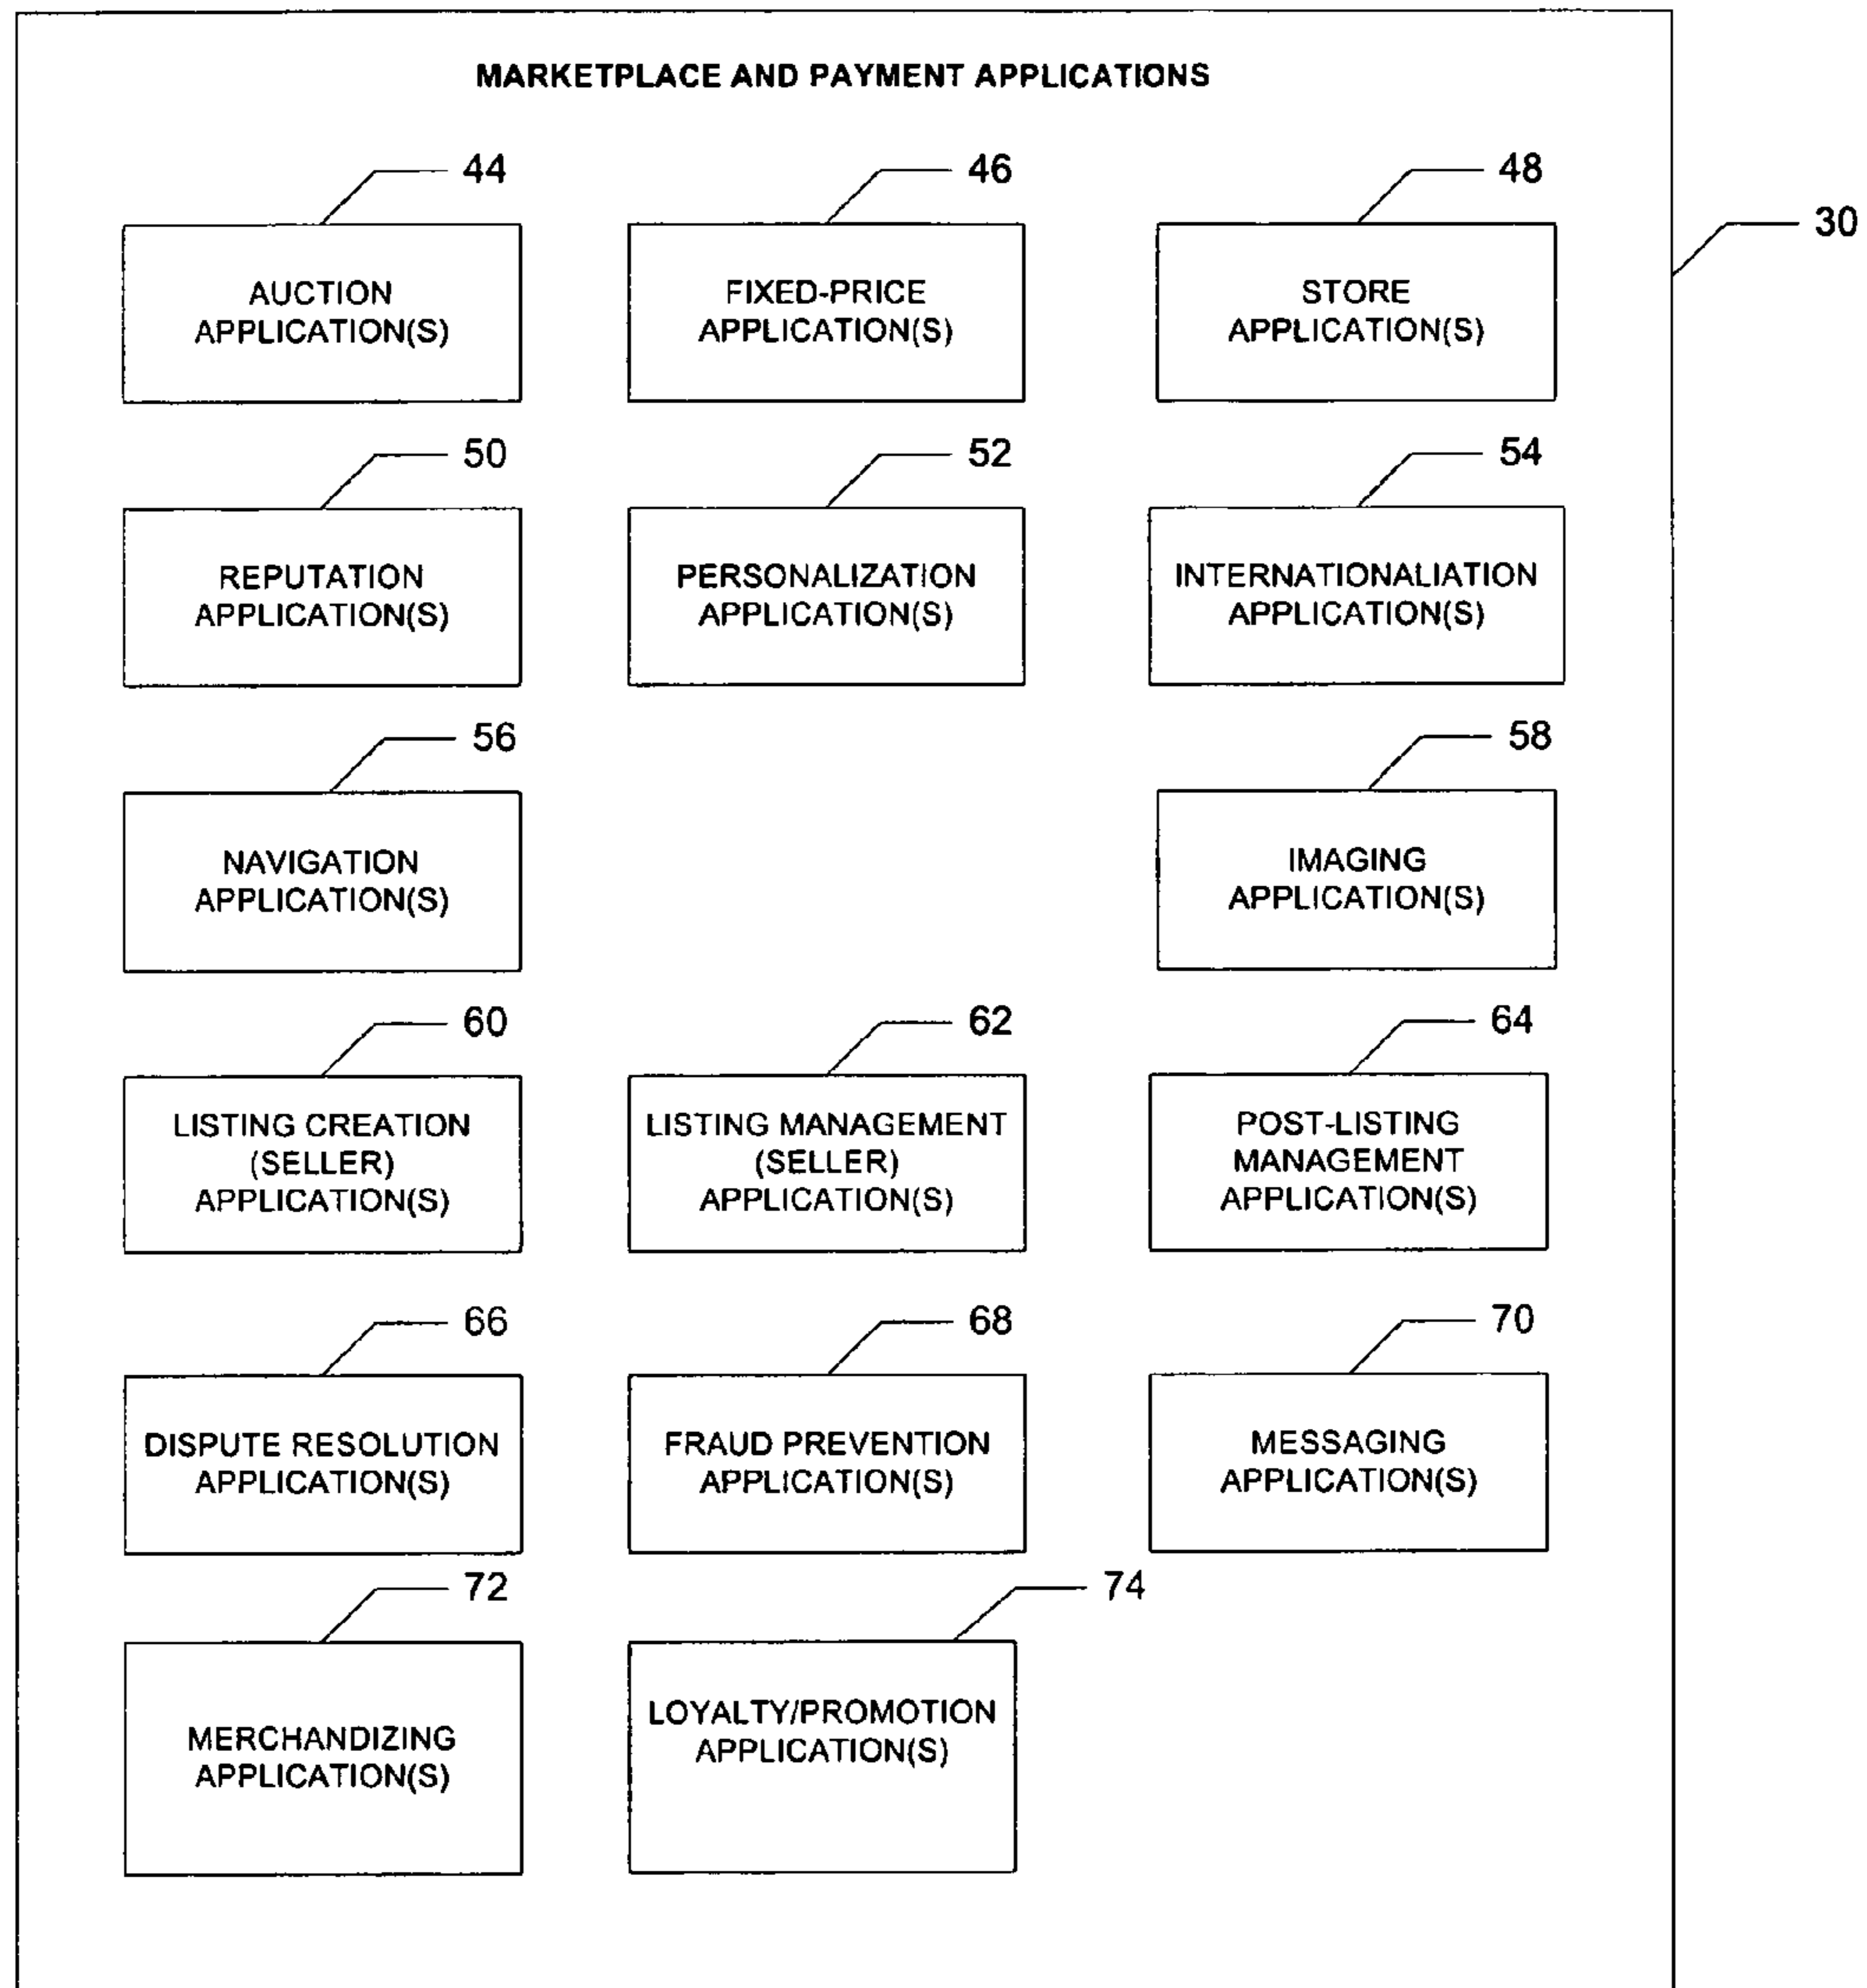 MARKETPLACE AND PAYMENT APPLICATIONS
30
44
AUCTION
APPLICATION(S)
46
FIXED-PRICE
APPLICATION(S)
48
STORE
APPLICATION(S)
50
REPUTATION
APPLICATION(S)
52
PERSONALIZATION
APPLICATION(S)
54
INTERNATIONALIATION
APPLICATION(S)
56
NAVIGATION
APPLICATION(S)
58
IMAGING
APPLICATION(S)
60
LISTING CREATION
(SELLER)
APPLICATION(S)
62
LISTING MANAGEMENT
(SELLER)
APPLICATION(S)
64
POST-LISTING
MANAGEMENT
APPLICATION(S)
66
DISPUTE RESOLUTION
APPLICATION(S)
68
FRAUD PREVENTION
APPLICATION(S)
70
MESSAGING
APPLICATION(S)
72
MERCHANDIZING
APPLICATION(S)
74
LOYALTY/PROMOTION
APPLICATION(S)